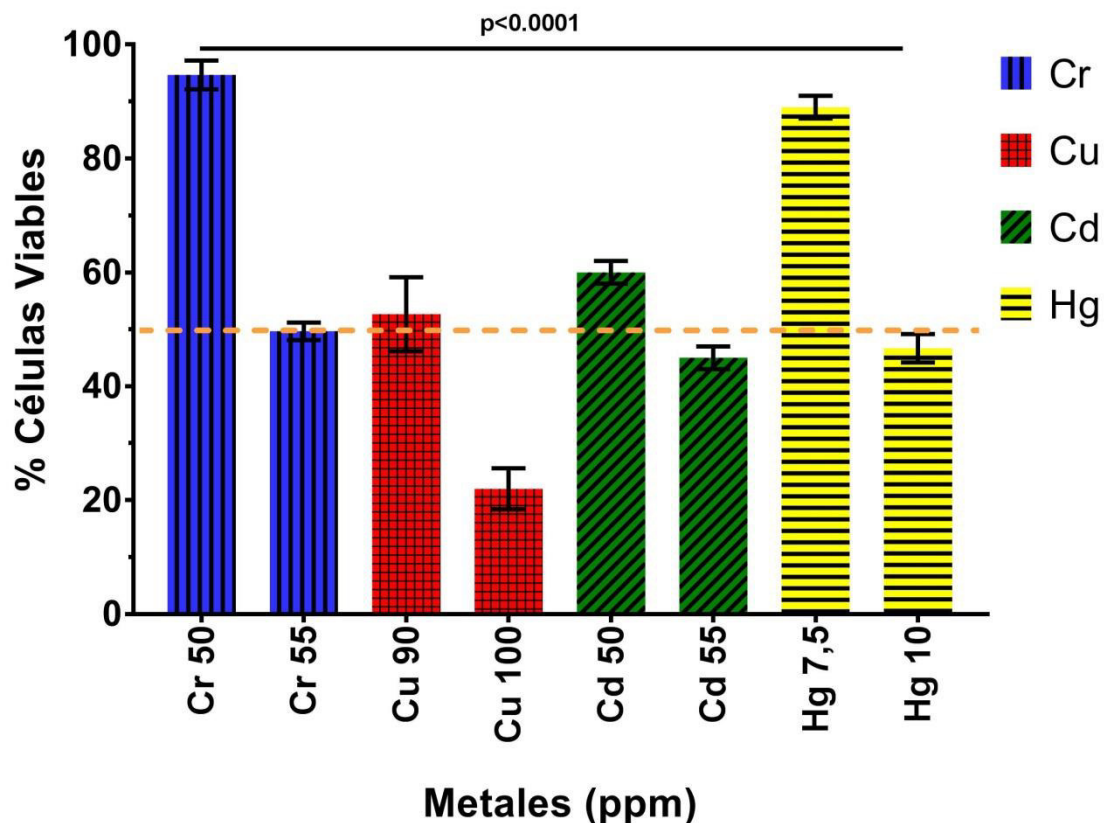 p<0.0001
% Células Viables
100
80
60
40
20
0
Cr 50
Cr 55
Cu 90
Cu 100
Cd 50
Cd 55
Hg 7,5
Hg 10
Metales (ppm)
Cr
Cu
Cd
Hg